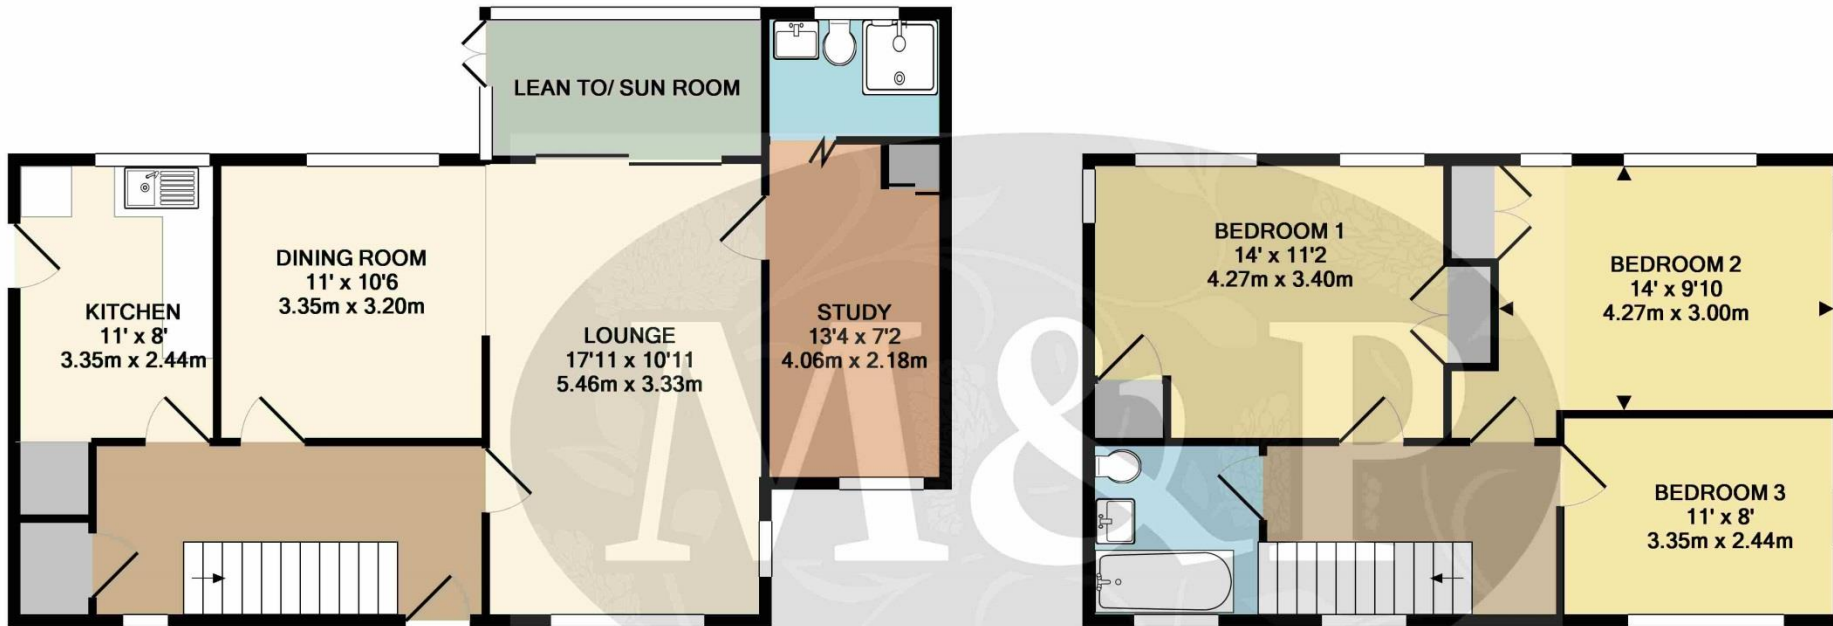 LEAN TO/ SUN ROOM
KITCHEN
11' x 8'
3.35m x 2.44m
DINING ROOM
11' x 10'6
3.35m x 3.20m
LOUNGE
17'11 x 10'11
5.46m x 3.33m
STUDY
13'4 x 7'2
4.06m x 2.18m
BEDROOM 1
14' x 11'2
4.27m x 3.40m
BEDROOM 2
14' x 9'10
4.27m x 3.00m
BEDROOM 3
11' x 8'
3.35m x 2.44m
M&P